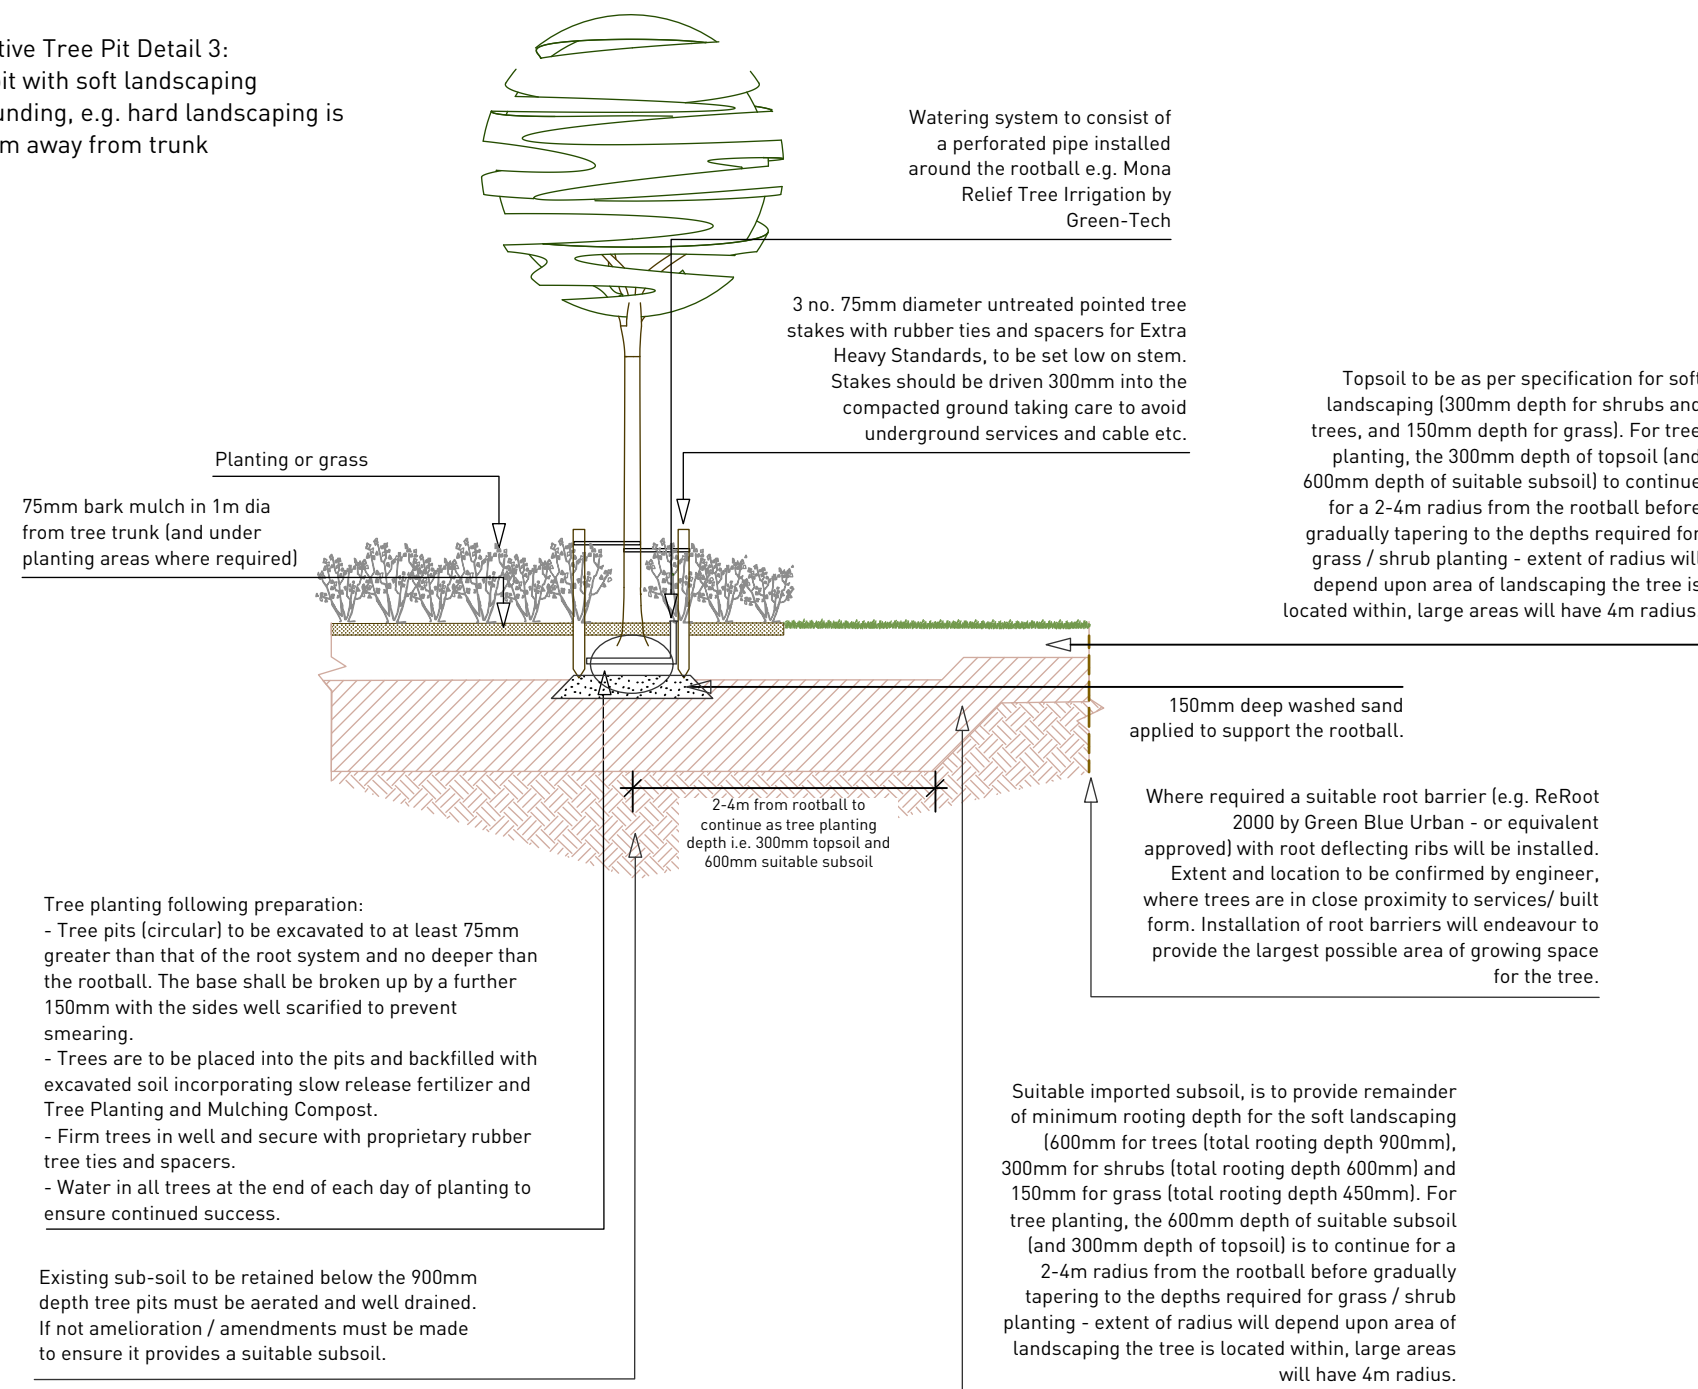 tive Tree Pit Detail 3:
it with soft landscaping
unding, e.g. hard landscaping is
m away from trunk
Watering system to consist of
a perforated pipe installed
around the rootball e.g. Mona
Relief Tree Irrigation by
Green-Tech
3 no. 75mm diameter untreated pointed tree
stakes with rubber ties and spacers for Extra
Heavy Standards, to be set low on stem.
Stakes should be driven 300mm into the
compacted ground taking care to avoid
underground services and cable etc.
Topsoil to be as per specification for soft
landscaping (300mm depth for shrubs and
trees, and 150mm depth for grass). For tree
planting, the 300mm depth of topsoil (and
600mm depth of suitable subsoil) to continue
for a 2-4m radius from the rootball before
gradually tapering to the depths required for
grass / shrub planting - extent of radius will
depend upon area of landscaping the tree is
located within, large areas will have 4m radius
Planting or grass
75mm bark mulch in 1m dia
from tree trunk (and under
planting areas where required)
150mm deep washed sand
applied to support the rootball.
2-4m from rootball to
continue as tree planting
depth i.e. 300mm topsoil and
600mm suitable subsoil
Where required a suitable root barrier (e.g. ReRoot
2000 by Green Blue Urban - or equivalent
approved) with root deflecting ribs will be installed.
Extent and location to be confirmed by engineer,
where trees are in close proximity to services/ built
form. Installation of root barriers will endeavour to
provide the largest possible area of growing space
for the tree.
Tree planting following preparation:
- Tree pits (circular) to be excavated to at least 75mm
greater than that of the root system and no deeper than
the rootball. The base shall be broken up by a further
150mm with the sides well scarified to prevent
smearing.
- Trees are to be placed into the pits and backfilled with
excavated soil incorporating slow release fertilizer and
Tree Planting and Mulching Compost.
- Firm trees in well and secure with proprietary rubber
tree ties and spacers.
- Water in all trees at the end of each day of planting to
ensure continued success.
Existing sub-soil to be retained below the 900mm
depth tree pits must be aerated and well drained.
If not amelioration / amendments must be made
to ensure it provides a suitable subsoil.
Suitable imported subsoil, is to provide remainder
of minimum rooting depth for the soft landscaping
(600mm for trees (total rooting depth 900mm),
300mm for shrubs (total rooting depth 600mm) and
150mm for grass (total rooting depth 450mm). For
tree planting, the 600mm depth of suitable subsoil
(and 300mm depth of topsoil) is to continue for a
2-4m radius from the rootball before gradually
tapering to the depths required for grass / shrub
planting - extent of radius will depend upon area of
landscaping the tree is located within, large areas
will have 4m radius.